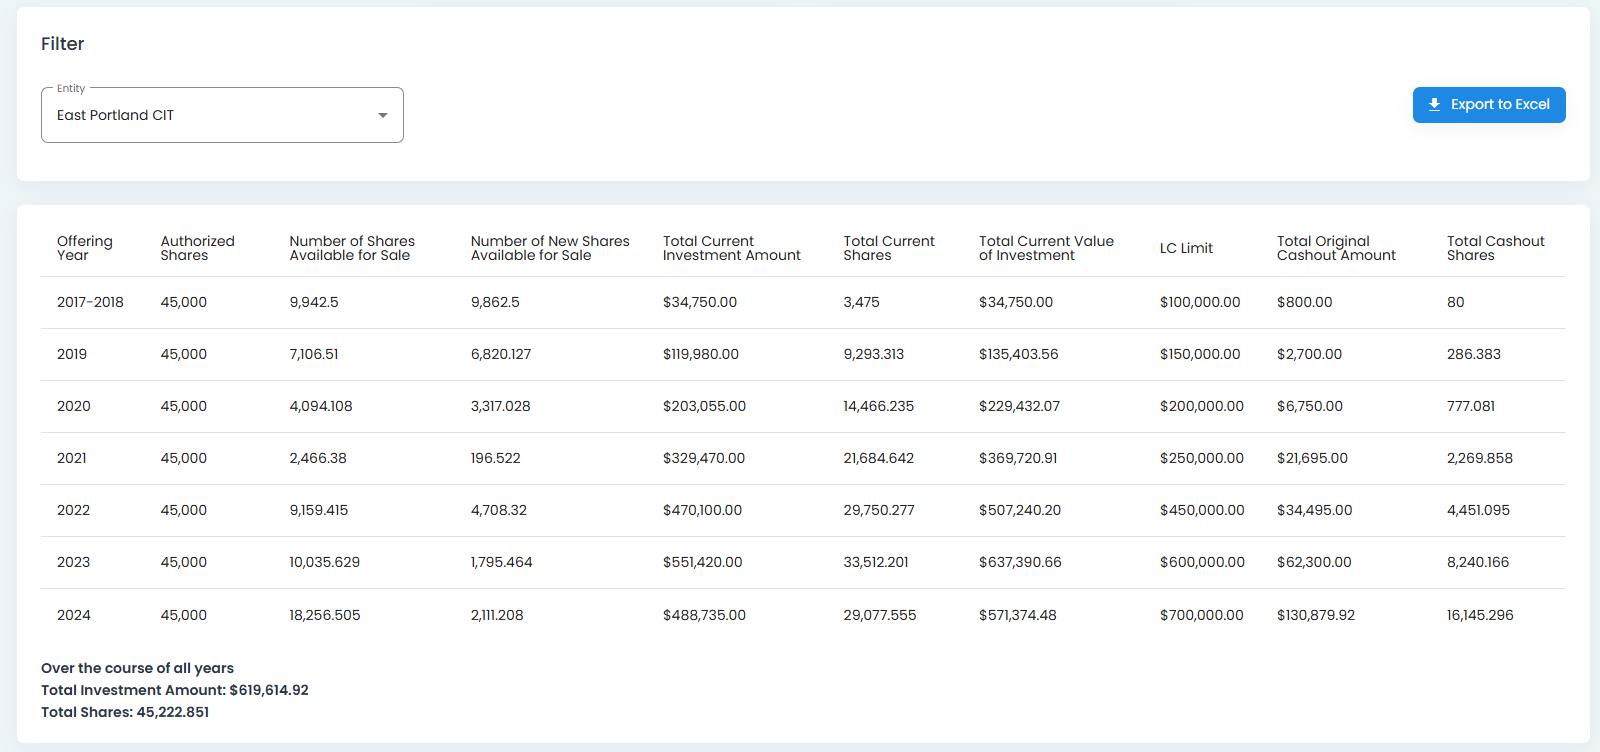 Filter
Entity
East Portland CIT
Export to Excel
Offering Year Authorized Shares Number of Shares Available for Sale Number of New Shares Available for Sale Total Current Investment Amount Total Current Shares Total Current Value of Investment LC Limit Total Original Cashout Amount Total Cashout Shares
2017-2018 45,000 9,942.5 9,862.5 $34,750.00 3,475 $34,750.00 $100,000.00 $800.00 80
2019 45,000 7,106.51 6,820.127 $119,980.00 9,293.313 $135,403.56 $150,000.00 $2,700.00 286.383
2020 45,000 4,094.108 3,317.028 $203,055.00 14,466.235 $229,432.07 $200,000.00 $6,750.00 777.081
2021 45,000 2,466.38 196.522 $329,470.00 21,684.642 $369,720.91 $250,000.00 $21,695.00 2,269.858
2022 45,000 9,159.415 4,708.32 $470,100.00 29,750.277 $507,240.20 $450,000.00 $34,495.00 4,451.095
2023 45,000 10,035.629 1,795.464 $551,420.00 33,512.201 $637,390.66 $600,000.00 $62,300.00 8,240.166
2024 45,000 18,256.505 2,111.208 $488,735.00 29,077.555 $571,374.48 $700,000.00 $130,879.92 16,145.296
Over the course of all years
Total Investment Amount: $619,614.92
Total Shares: 45,222.851